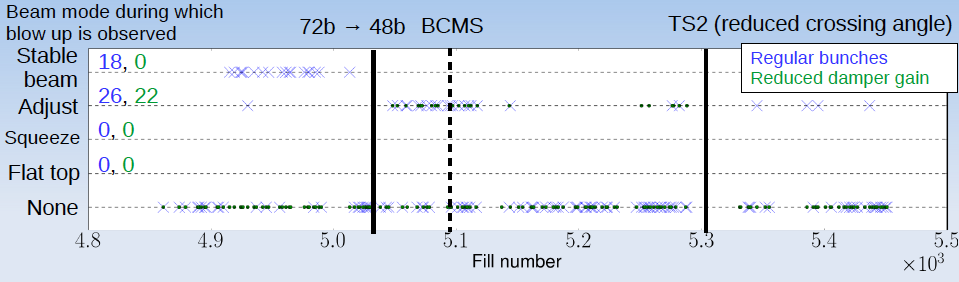 Beam mode during which
blow up is observed
72b → 48b BCMS
TS2 (reduced crossing angle)
Regular bunches
Reduced damper gain
Stable
beam
18, 0
Adjust
26, 22
Squeeze
0, 0
Flat top
0, 0
None
4.8 4.9 5.0 5.1 5.2 5.3 5.4 5.5
Fill number
×10³